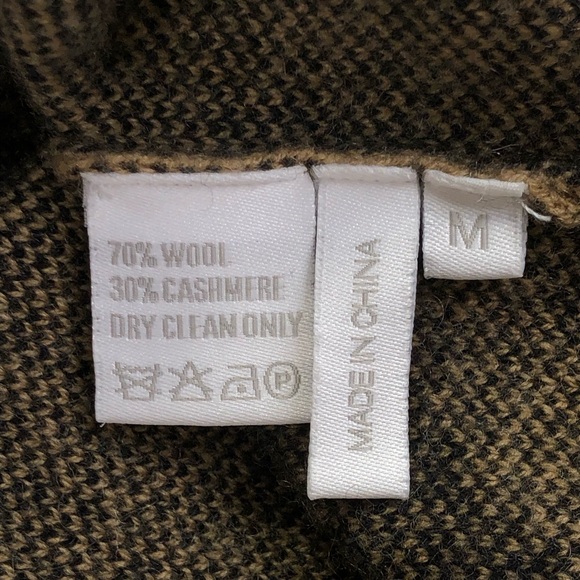 70% WOOL
30% CASHMERE
DRY CLEAN ONLY
P
MADE IN CHINA
M